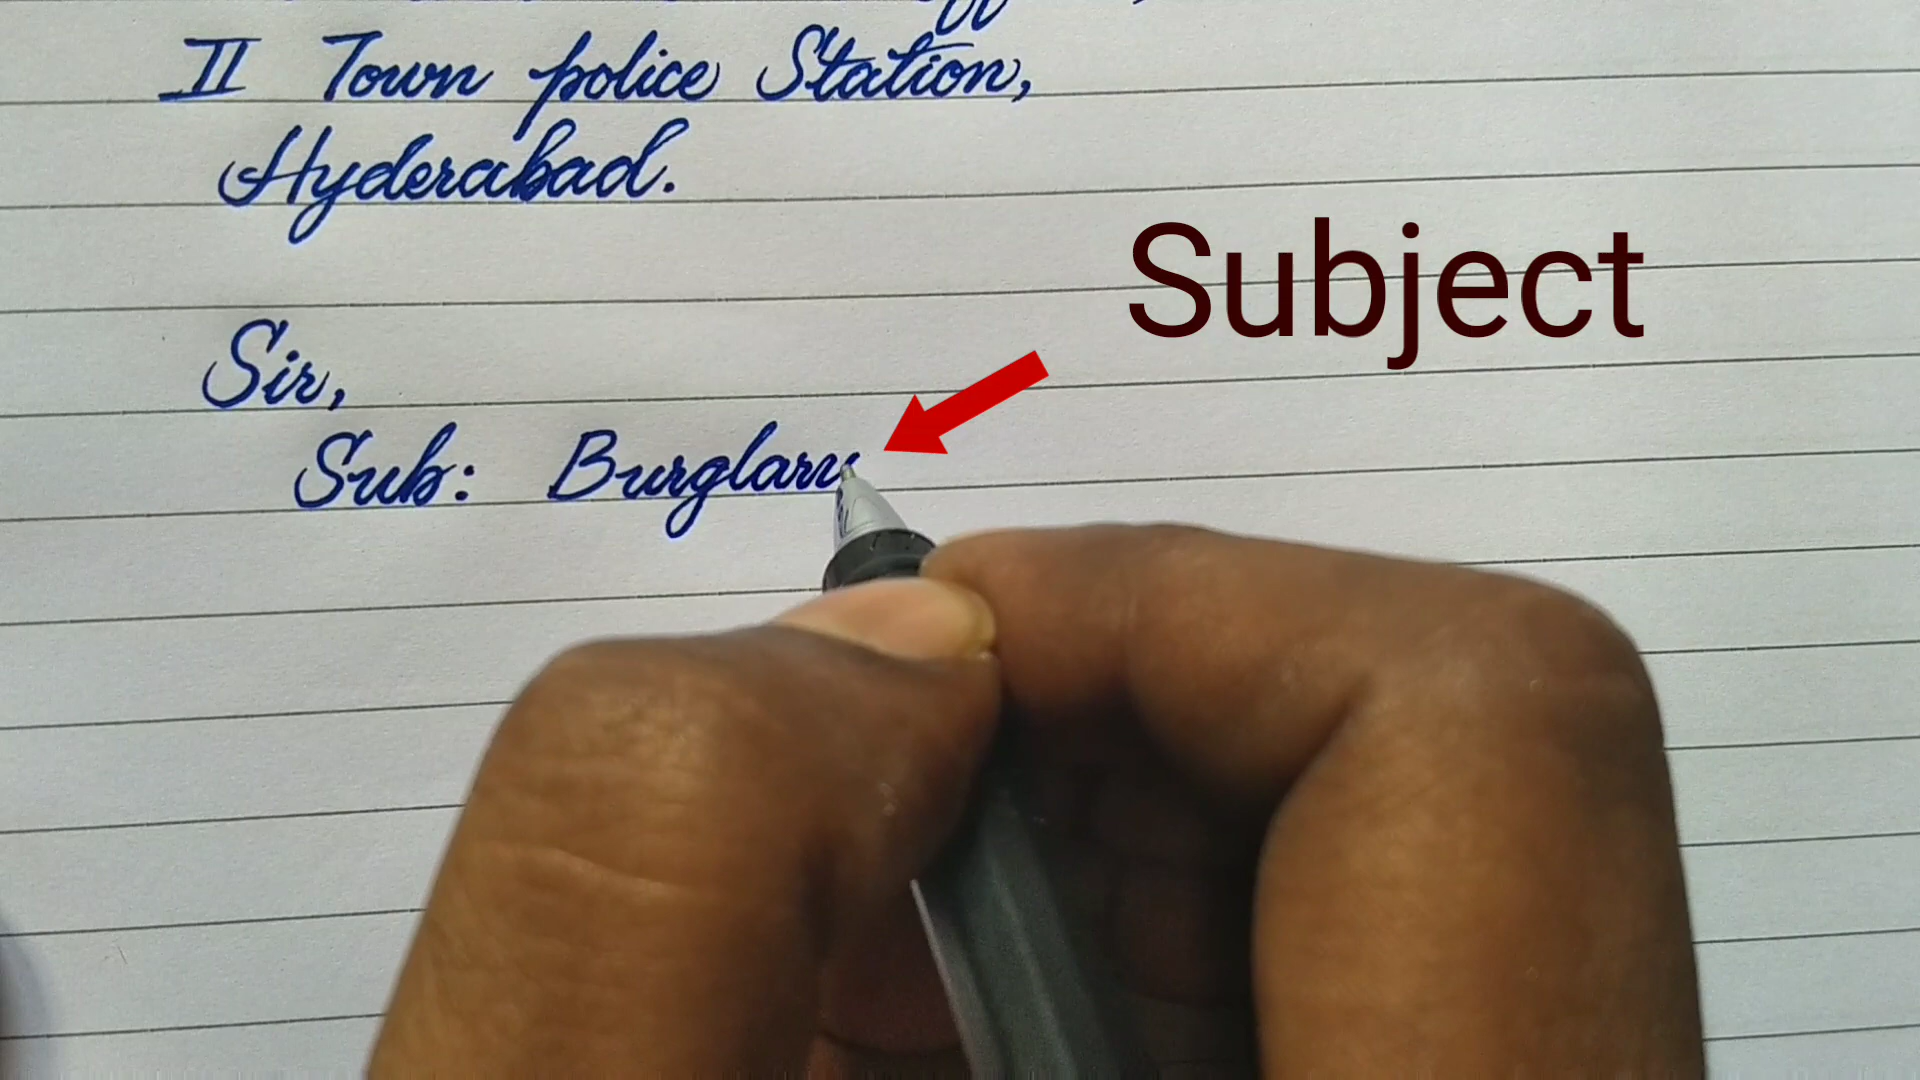 II Town police Station,
Hyderabad.
Subject
Sir,
Sub: Burglary